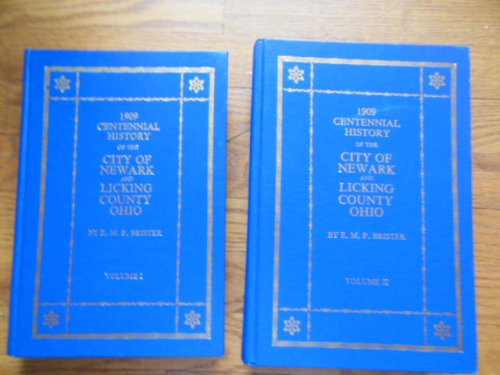 1909
CENTENNIAL
HISTORY
OF THE
CITY OF
NEWARK
AND
LICKING
COUNTY
OHIO
BY E. M. P. BRISTER
VOLUME I
1909
CENTENNIAL
HISTORY
OF THE
CITY OF
NEWARK
AND
LICKING
COUNTY
OHIO
BY E. M. P. BRISTER
VOLUME II